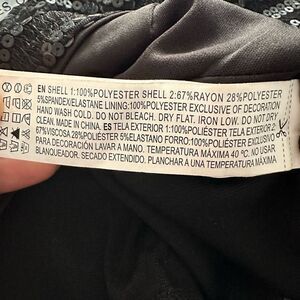 EN SHELL 1:100%POLYESTER SHELL 2:67%RAYON 28%POLYESTER
5%SPANDEX/ELASTANE LINING:100%POLYESTER EXCLUSIVE OF DECORATION
HAND WASH COLD. DO NOT BLEACH. DRY FLAT. IRON LOW. DO NOT DRY
CLEAN. MADE IN CHINA. ES TELA EXTERIOR 1:100%POLIÉSTER TELA EXTERIOR 2:
67%VISCOSA 28%POLIÉSTER 5%ELASTANO FORRO:100%POLIÉSTER EXCLUSIVO
PARA DECORACIÓN LAVAR A MANO. TEMPERATURA MÁXIMA 40 ºC. NO USAR
BLANQUEADOR. SECADO EXTENDIDO. PLANCHAR A UNA TEMPERATURA MÁXIMA